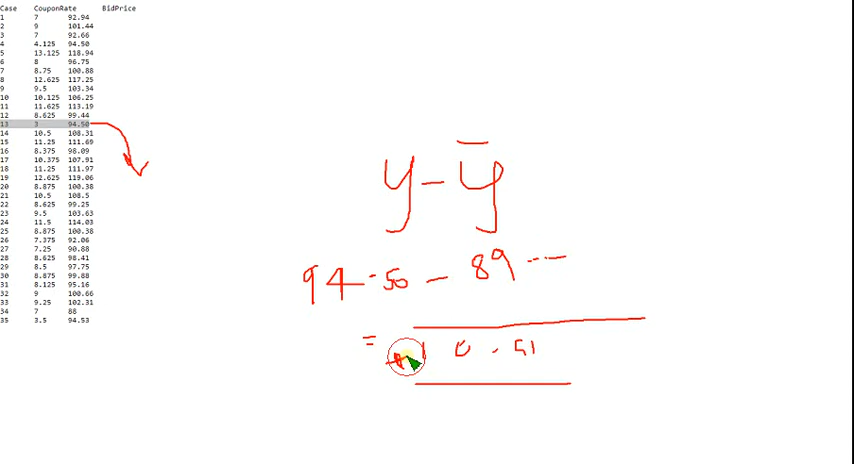 Case CouponRate BidPrice
1 7 92.94
2 9 101.44
3 7 92.66
4 4.125 94.50
5 13.125 118.94
6 8 96.75
7 8.75 100.88
8 12.625 117.25
9 9.5 103.34
10 10.125 106.25
11 11.625 113.19
12 8.625 99.44
13 3 94.50
14 10.5 108.31
15 11.25 111.69
16 8.375 98.09
17 10.375 107.91
18 11.25 111.97
19 12.625 119.06
20 8.875 100.38
21 10.5 108.5
22 8.625 99.25
23 9.5 103.63
24 11.5 114.03
25 8.875 100.38
26 7.375 92.06
27 7.25 90.88
28 8.625 98.41
29 8.5 97.75
30 8.875 99.88
31 8.125 95.16
32 9 100.66
33 9.25 102.31
34 7 88
35 3.5 94.53
y - ȳ
94.50 - 89 ---
=